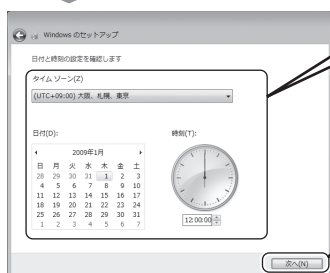 Windows のセットアップ
日付と時刻の設定を確認します
タイム ゾーン(Z)
(UTC+09:00) 大阪、札幌、東京
日付(D):
時刻(T):
2009年1月
日 月 火 水 木 金 土
28 29 30 31 1 2 3
4 5 6 7 8 9 10
11 12 13 14 15 16 17
18 19 20 21 22 23 24
25 26 27 28 29 30 31
1 2 3 4 5 6 7
12:00:00
次へ(N)